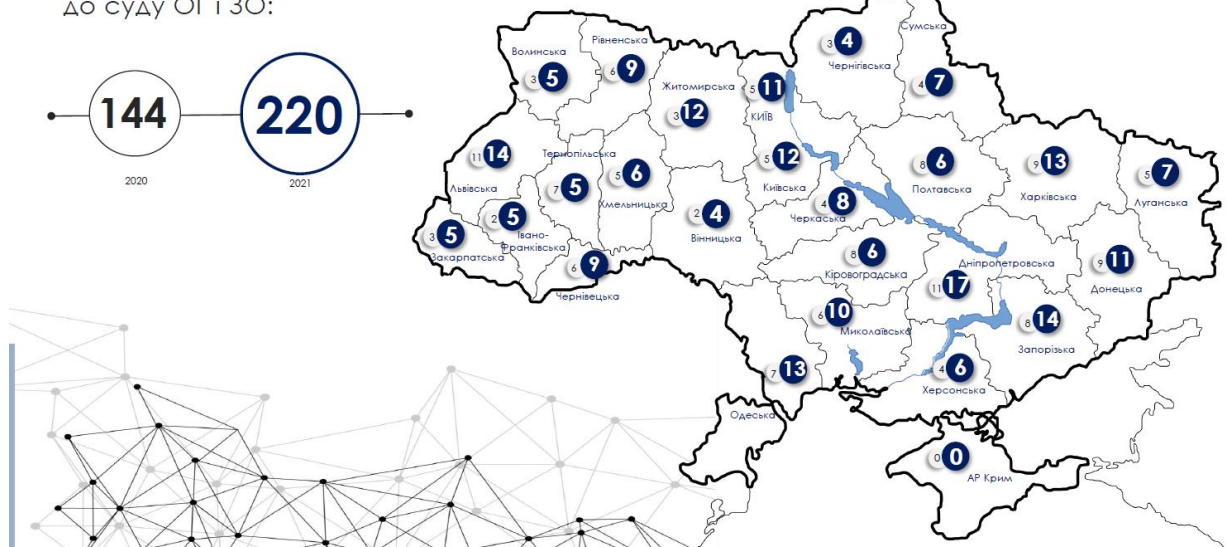 до суду ОГ і ЗО:
144
220
2020
2021
Волинська
3 5
Рівненська
6 9
Житомирська
3 12
5 11
КИЇВ
3 4
Чернігівська
Сумська
4 7
11 14
Львівська
Тернопільська
7 5
5 6
Хмельницька
5 12
Київська
8 6
Полтавська
9 13
Харківська
5 7
Луганська
3 5
Закарпатська
2 5
Івано-
Франківська
6 9
Чернівецька
2 4
Вінницька
4 8
Черкаська
8 6
Кіровоградська
Дніпропетровська
11 17
9 11
Донецька
6 10
Миколаївська
8 14
Запорізька
7 13
Одеська
4 6
Херсонська
0 0
АР Крим